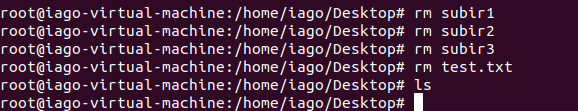 root@iago-virtual-machine:/home/iago/Desktop# rm subir1
root@iago-virtual-machine:/home/iago/Desktop# rm subir2
root@iago-virtual-machine:/home/iago/Desktop# rm subir3
root@iago-virtual-machine:/home/iago/Desktop# rm test.txt
root@iago-virtual-machine:/home/iago/Desktop# ls
root@iago-virtual-machine:/home/iago/Desktop#